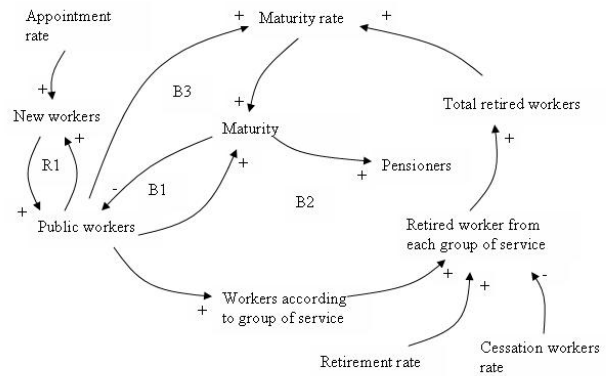 Appointment
rate
+
Maturity rate
+
+
B3
New workers
+
+
Maturity
Total retired workers
R1
+
+
Pensioners
+
-
B1
+
B2
+
Public workers
Retired worker from
each group of service
+
+
-
Workers according
to group of service
+
Retirement rate
Cessation workers
rate